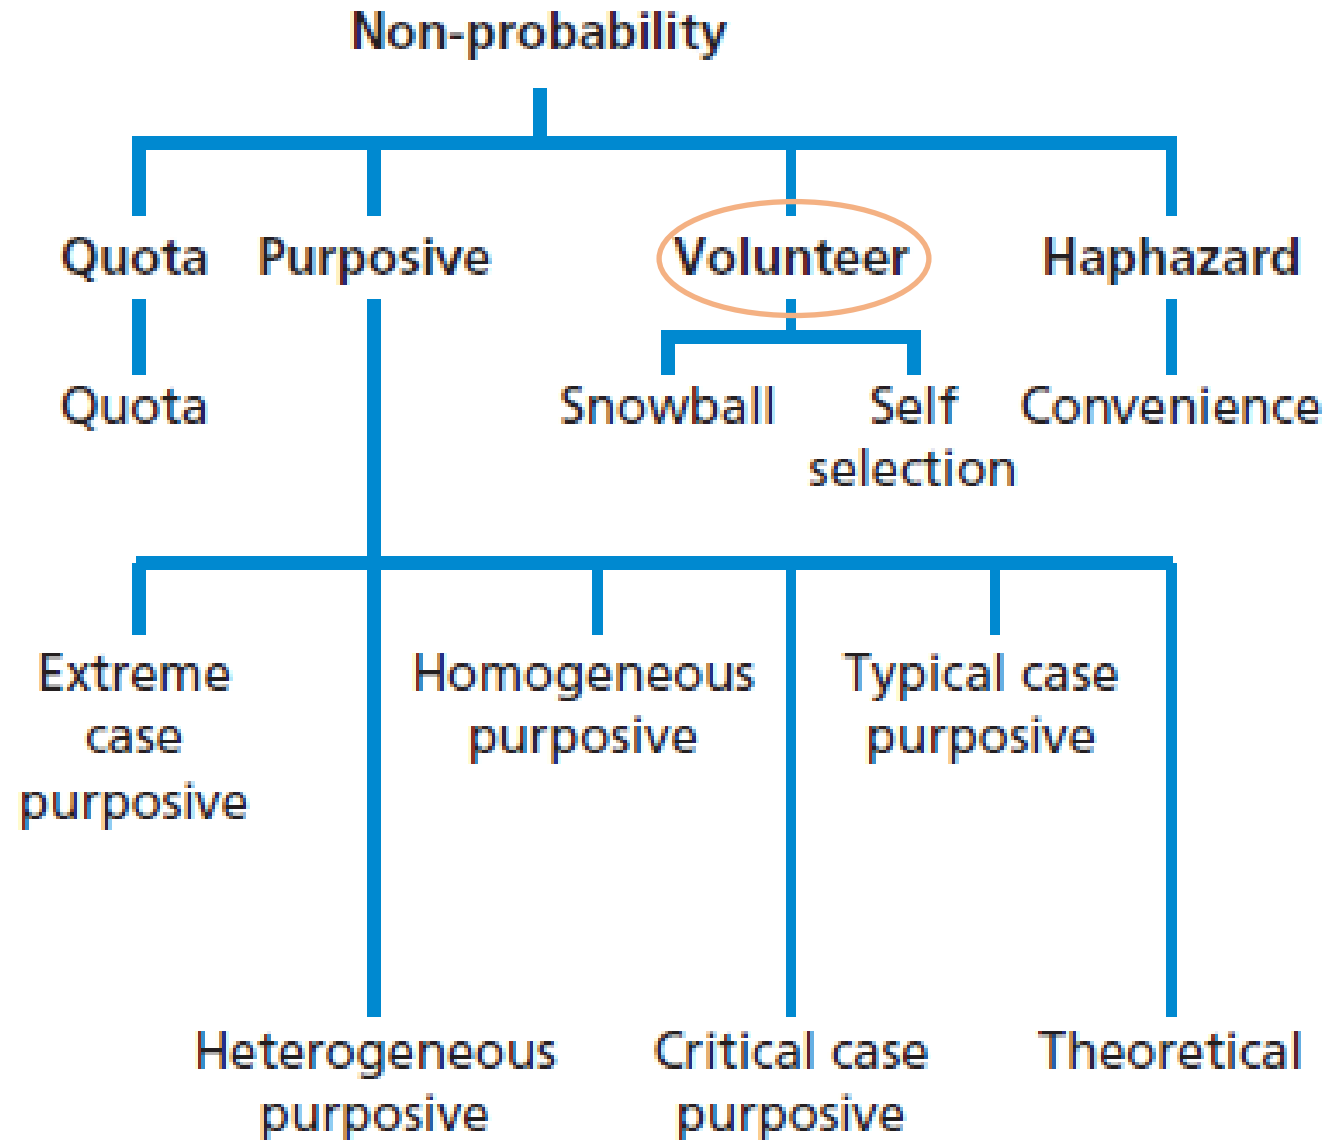 Non-probability
Quota Purposive Volunteer Haphazard
Quota Snowball Self Convenience
selection
Extreme Homogeneous Typical case
case purposive purposive
purposive
Heterogeneous Critical case Theoretical
purposive purposive